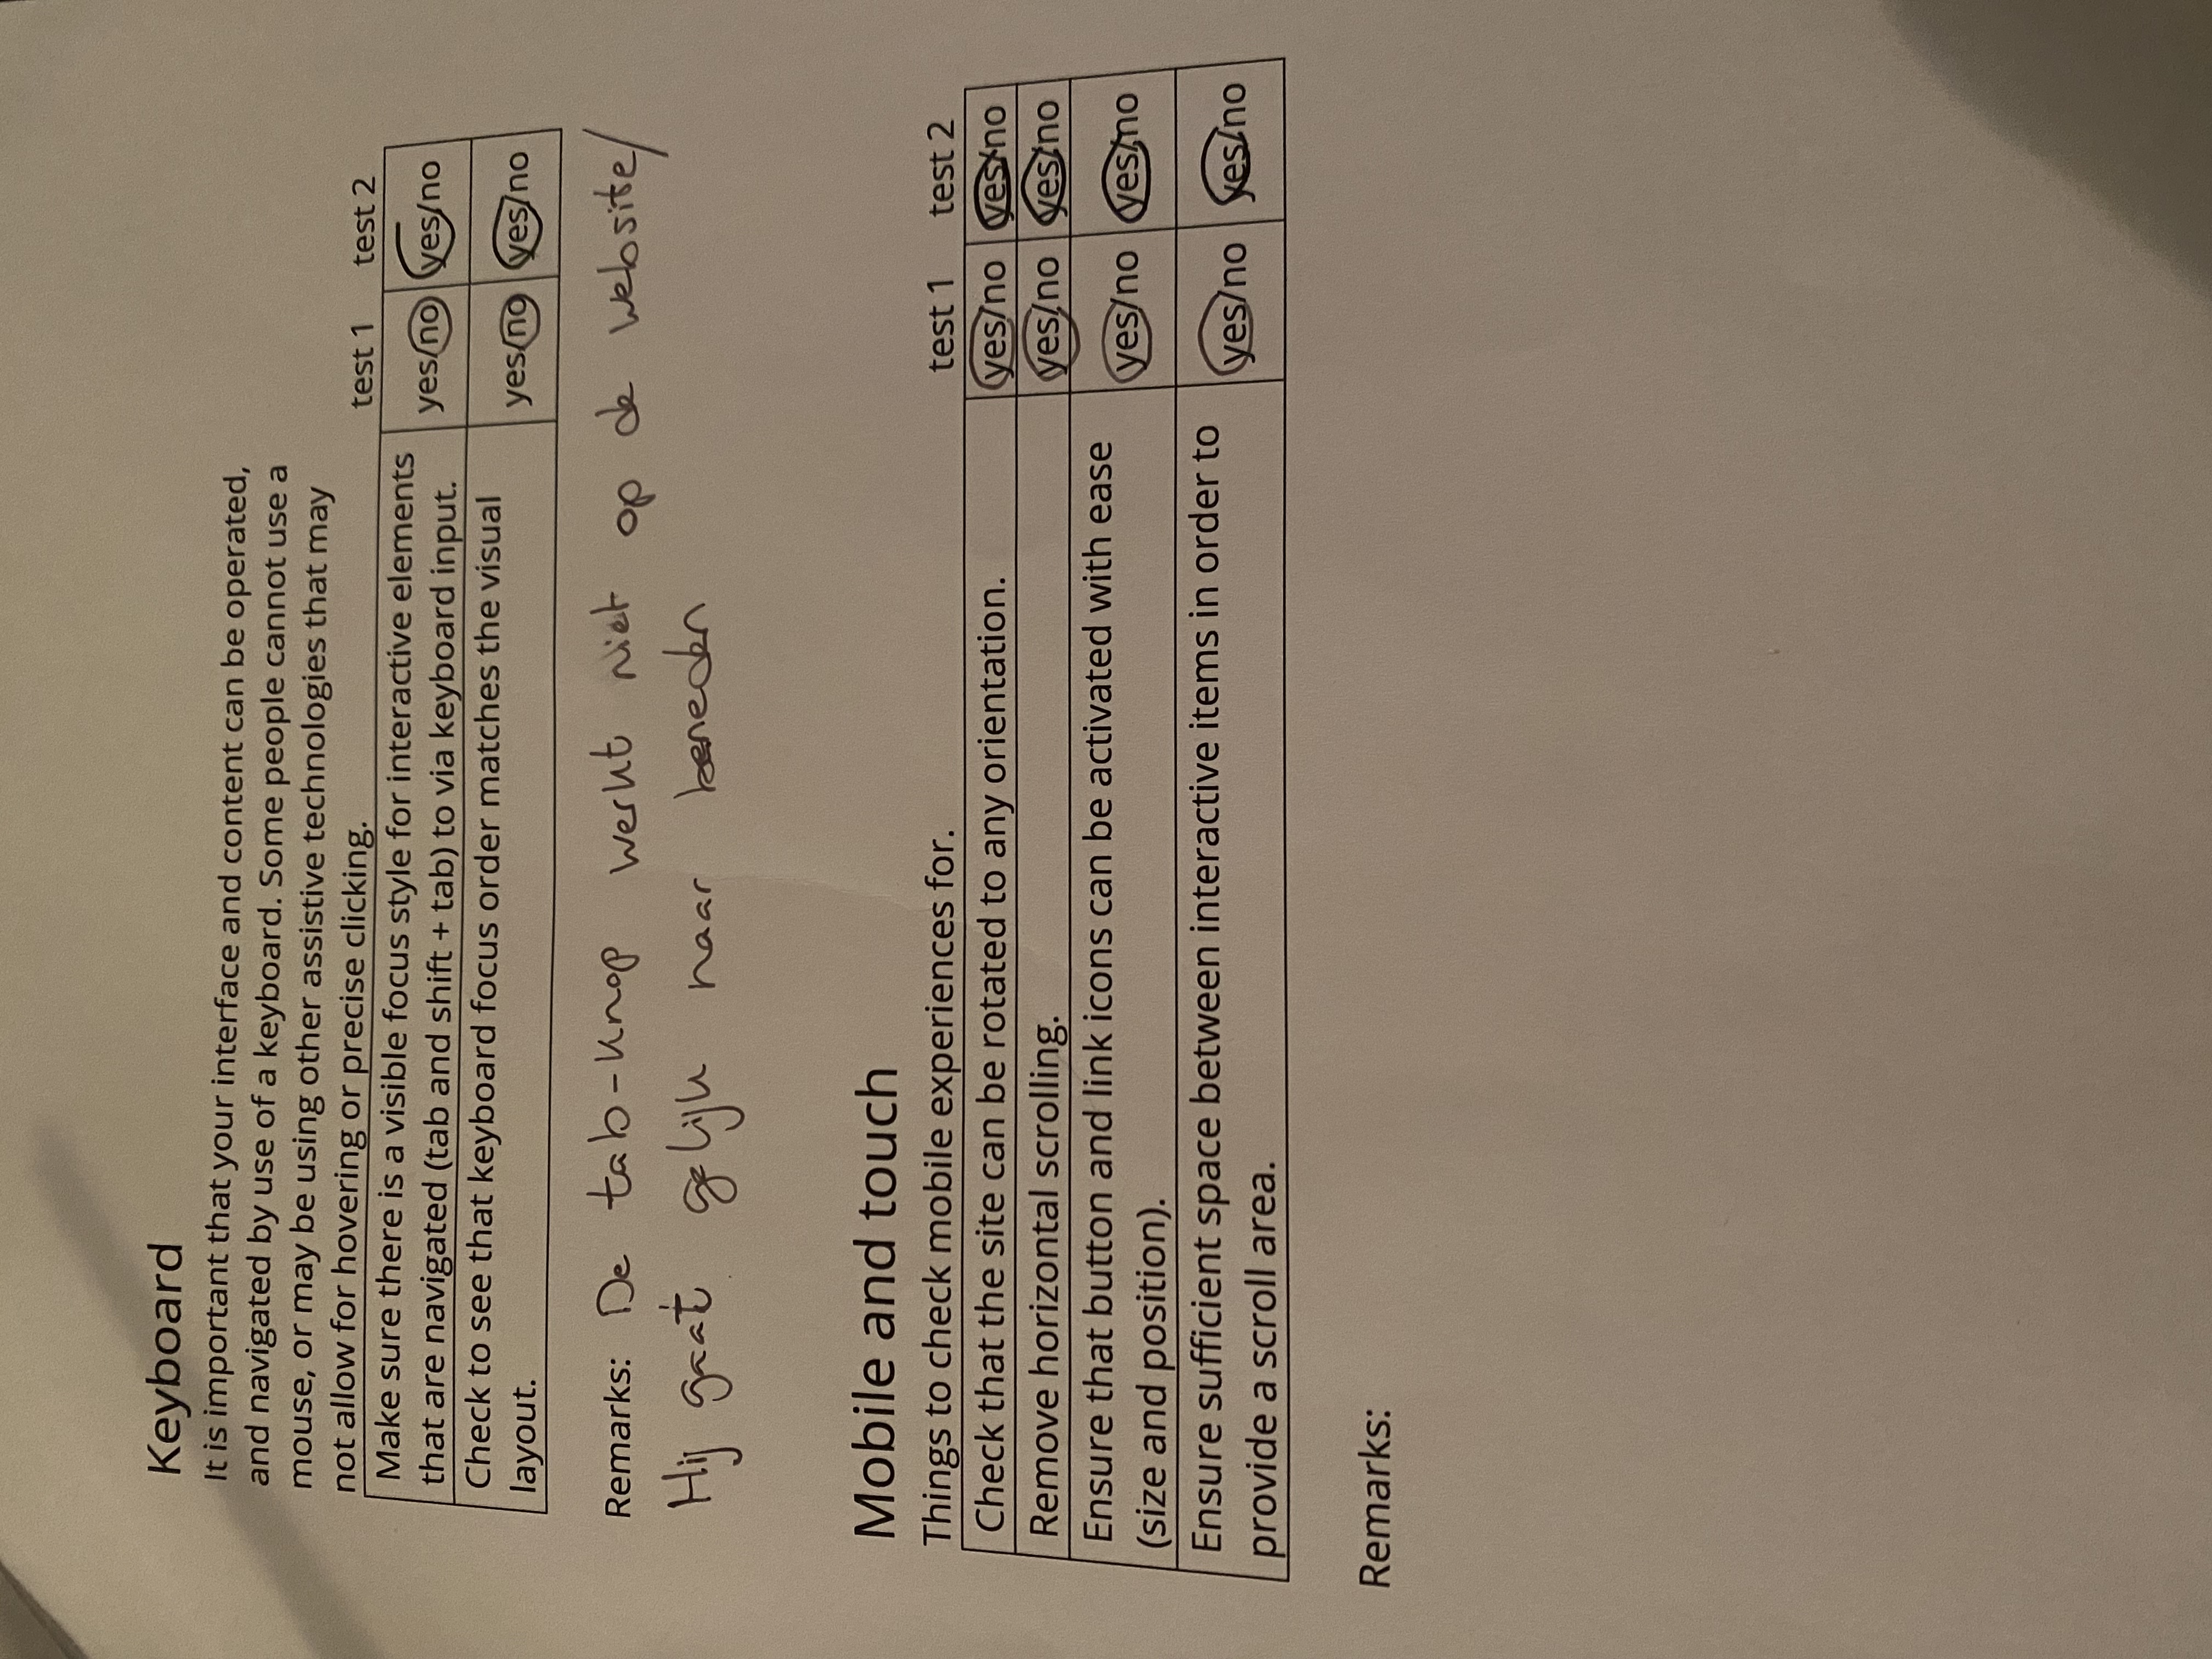 Keyboard
It is important that your interface and content can be operated,
and navigated by use of a keyboard. Some people cannot use a
mouse, or may be using other assistive technologies that may
not allow for hovering or precise clicking.
test 1 test 2
Make sure there is a visible focus style for interactive elements
that are navigated (tab and shift + tab) to via keyboard input.
yes/no yes/no
Check to see that keyboard focus order matches the visual
layout.
yes/no yes/no
Remarks: De tab-knop werkt niet op de website/
Hij gaat gelijk naar beneden
Mobile and touch
Things to check mobile experiences for.
test 1 test 2
Check that the site can be rotated to any orientation. yes/no yes/no
Remove horizontal scrolling. yes/no yes/no
Ensure that button and link icons can be activated with ease
(size and position).
yes/no yes/no
Ensure sufficient space between interactive items in order to
provide a scroll area.
yes/no yes/no
Remarks: